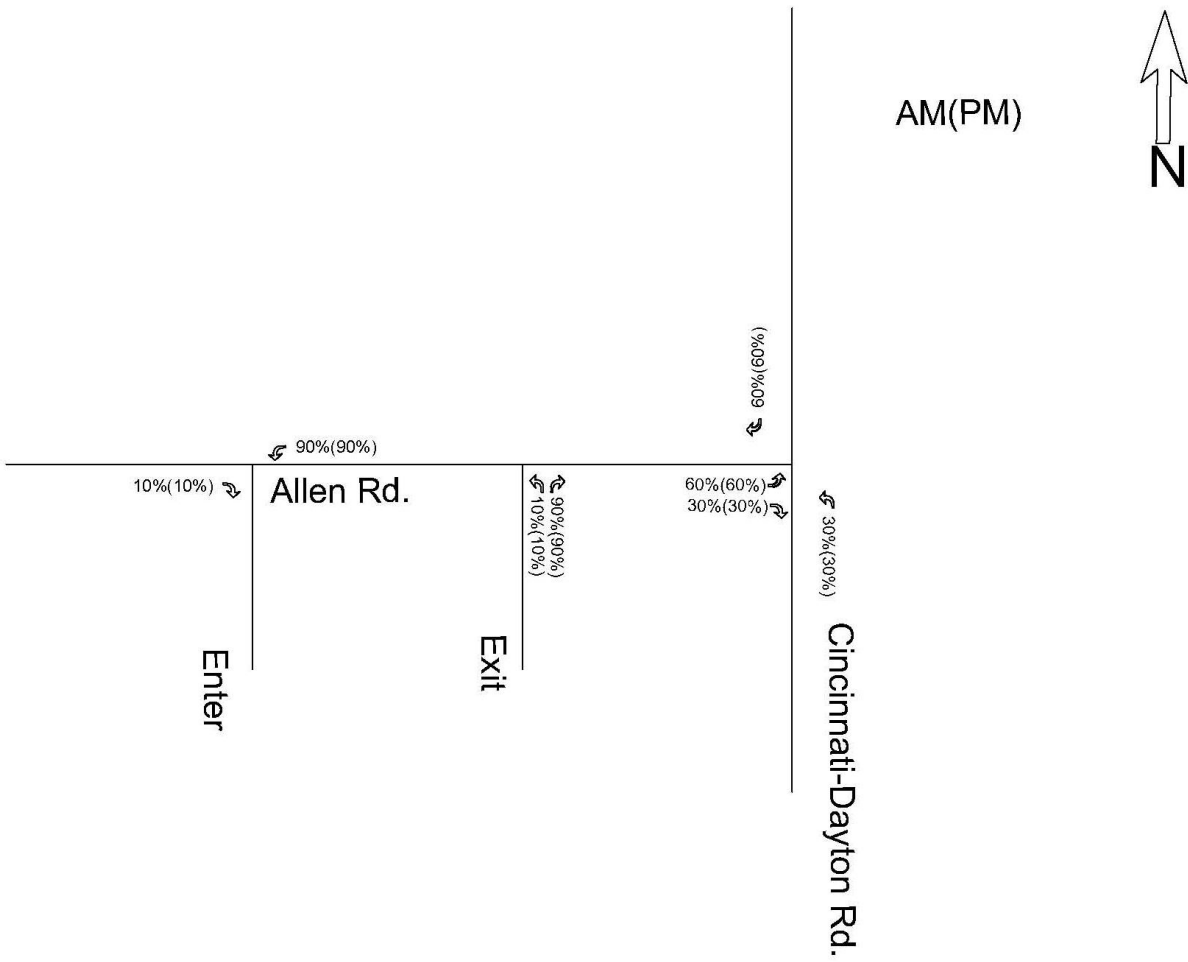 AM(PM)
N
60%(60%)
90%(90%)
10%(10%)
Allen Rd.
90%(90%)
10%(10%)
60%(60%)
30%(30%)
30%(30%)
Enter
Exit
Cincinnati-Dayton Rd.